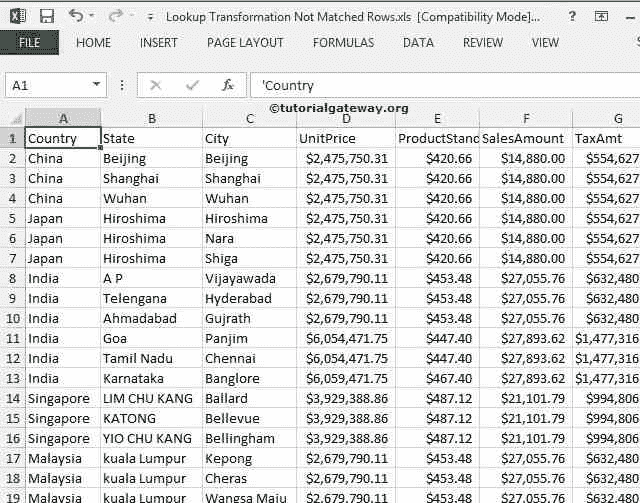 Lookup Transformation Not Matched Rows.xls [Compatibility Mode]...
?
FILE HOME INSERT PAGE LAYOUT FORMULAS DATA REVIEW VIEW
A1 fx 'Country
©tutorialgateway.org
A B C D E F G
1 Country State City UnitPrice ProductStand SalesAmount TaxAmt
2 China Beijing Beijing $2,475,750.31 $420.66 $14,880.00 $554,627
3 China Shanghai Shanghai $2,475,750.31 $420.66 $14,880.00 $554,627
4 China Wuhan Wuhan $2,475,750.31 $420.66 $14,880.00 $554,627
5 Japan Hiroshima Hiroshima $2,475,750.31 $420.66 $14,880.00 $554,627
6 Japan Hiroshima Nara $2,475,750.31 $420.66 $14,880.00 $554,627
7 Japan Hiroshima Shiga $2,475,750.31 $420.66 $14,880.00 $554,627
8 India A P Vijayawada $2,679,790.11 $453.48 $27,055.76 $632,480
9 India Telengana Hyderabad $2,679,790.11 $453.48 $27,055.76 $632,480
10 India Ahmadabad Gujrath $2,679,790.11 $453.48 $27,055.76 $632,480
11 India Goa Panjim $6,054,471.75 $447.40 $27,893.62 $1,477,316
12 India Tamil Nadu Chennai $6,054,471.75 $447.40 $27,893.62 $1,477,316
13 India Karnataka Banglore $6,059,471.75 $467.40 $27,893.62 $1,477,316
14 Singapore LIM CHU KANG Ballard $3,929,388.86 $487.12 $21,101.79 $994,806
15 Singapore KATONG Bellevue $3,929,388.86 $487.12 $21,101.79 $994,806
16 Singapore YIO CHU KANG Bellingham $3,929,388.86 $487.12 $21,101.79 $994,806
17 Malaysia kuala Lumpur Kepong $2,679,790.11 $453.48 $27,055.76 $632,480
18 Malaysia kuala Lumpur Cheras $2,679,790.11 $453.48 $27,055.76 $632,480
19 Malaysia kuala Lumpur Wangsa Maju $2,679,790.11 $453.48 $27,055.76 $632,480